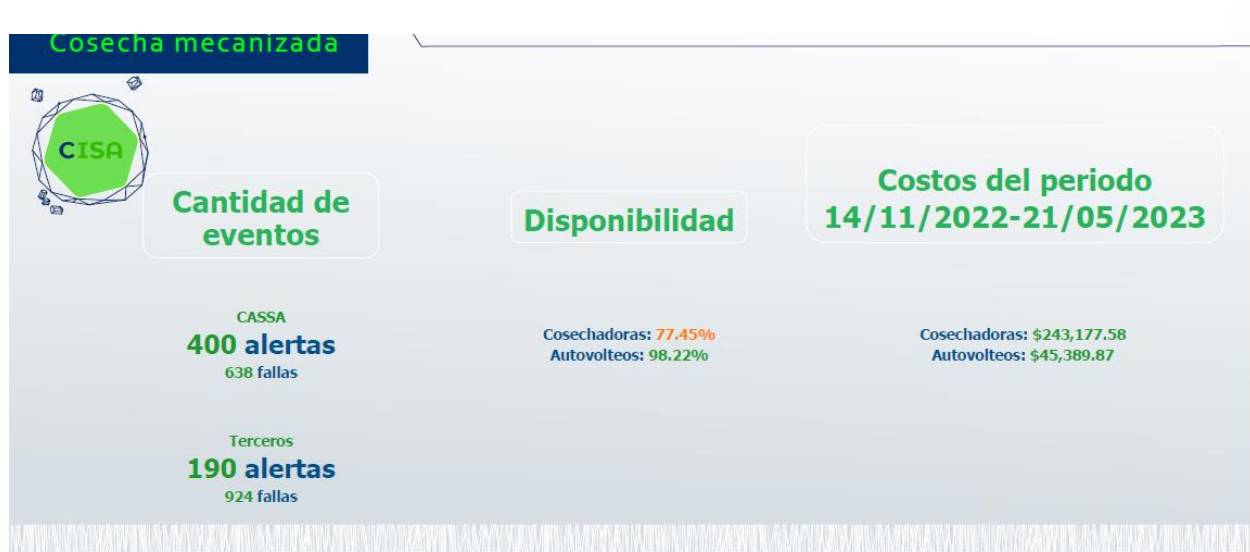 Cosecha mecanizada
CISA
Cantidad de
eventos
CASSA
400 alertas
638 fallas
Terceros
190 alertas
924 fallas
Disponibilidad
Cosechadoras: 77.45%
Autovolteos: 98.22%
Costos del periodo
14/11/2022-21/05/2023
Cosechadoras: $243,177.58
Autovolteos: $45,389.87